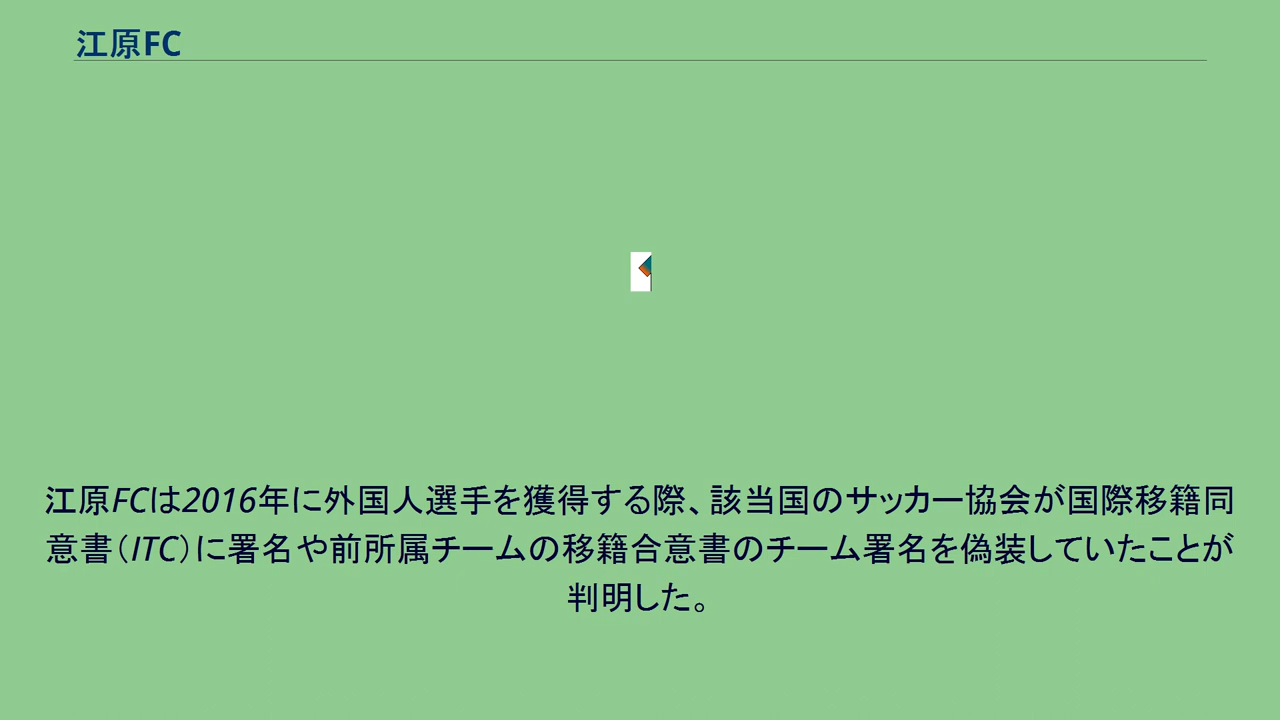 江原FC
江原FCは2016年に外国人選手を獲得する際、該当国のサッカー協会が国際移籍同
意書（ITC）に署名や前所属チームの移籍合意書のチーム署名を偽装していたことが
判明した。